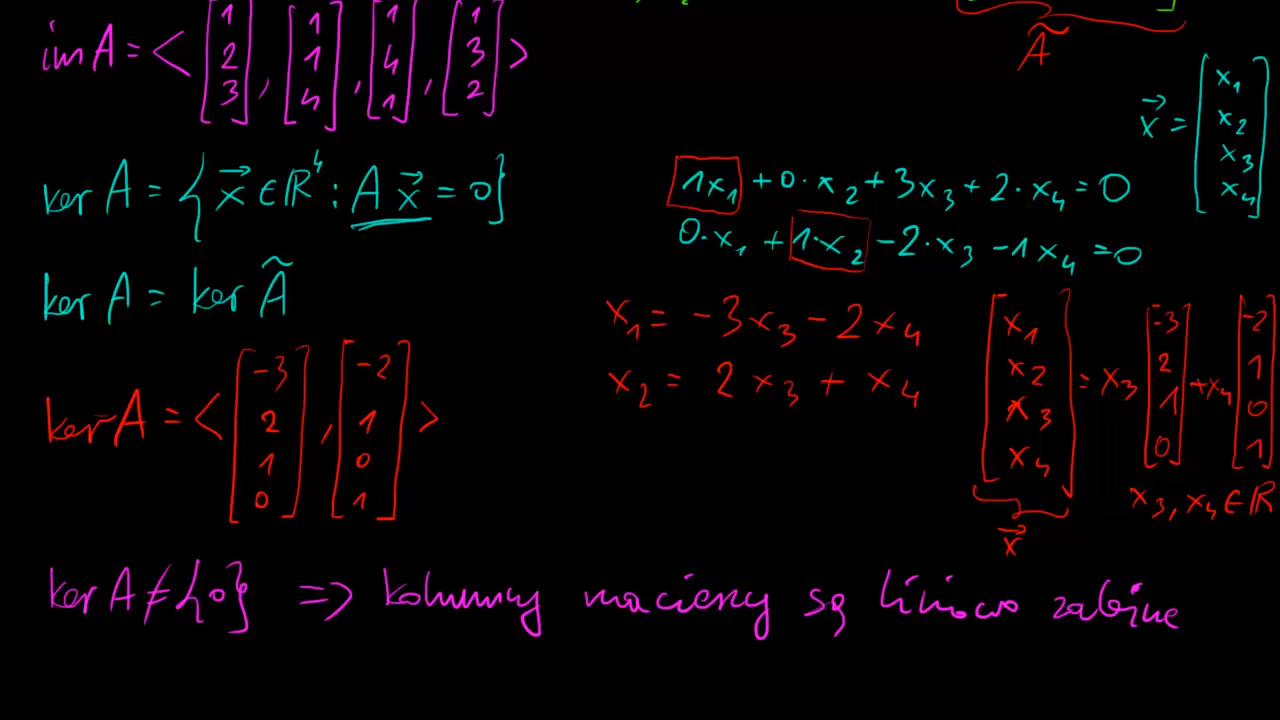 im A = < [1 2 3], [1 1 4], [1 4 1], [1 3 2] >
Ã
x⃗ = [x₁ x₂ x₃ x₄]
ker A = { x⃗ ∈ ℝ⁴ : A x⃗ = 0 }
1x₁ + 0·x₂ + 3x₃ + 2·x₄ = 0
0·x₁ + 1·x₂ - 2·x₃ - 1x₄ = 0
ker A = ker Ã
x₁ = -3x₃ - 2x₄
x₂ = 2x₃ + x₄
[x₁ x₂ x₃ x₄] = x₃ [-3 2 1 0] + x₄ [-2 1 0 1]
x⃗
x₃, x₄ ∈ ℝ
ker A = < [-3 2 1 0], [-2 1 0 1] >
ker A ≠ {0} => kolumny macierzy są liniowo zależne